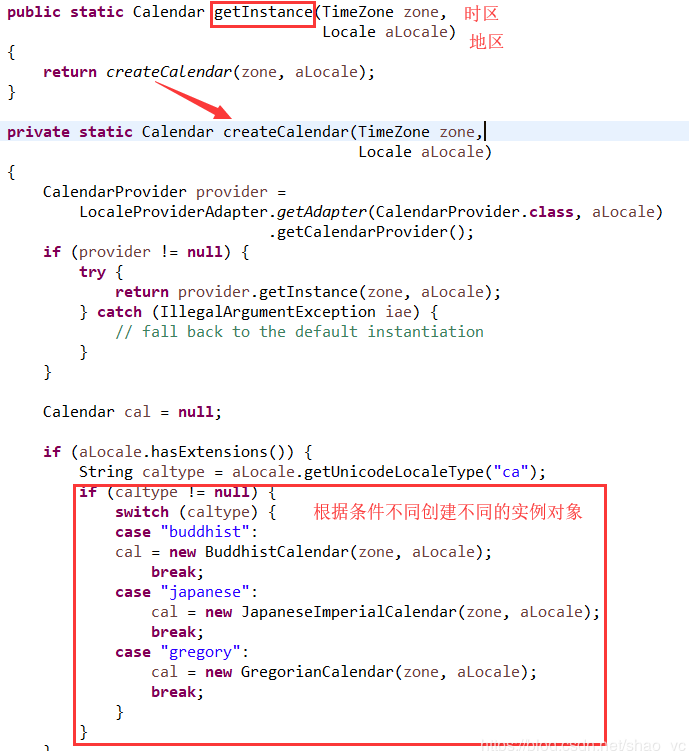 public static Calendar getInstance(TimeZone zone, 时区
Locale aLocale) 地区
{
return createCalendar(zone, aLocale);
}
private static Calendar createCalendar(TimeZone zone,
Locale aLocale)
{
CalendarProvider provider =
LocaleProviderAdapter.getAdapter(CalendarProvider.class, aLocale)
.getCalendarProvider();
if (provider != null) {
try {
return provider.getInstance(zone, aLocale);
} catch (IllegalArgumentException iae) {
// fall back to the default instantiation
}
}
Calendar cal = null;
if (aLocale.hasExtensions()) {
String caltype = aLocale.getUnicodeLocaleType("ca");
if (caltype != null) {
switch (caltype) { 根据条件不同创建不同的实例对象
case "buddhist":
cal = new BuddhistCalendar(zone, aLocale);
break;
case "japanese":
cal = new JapaneseImperialCalendar(zone, aLocale);
break;
case "gregory":
cal = new GregorianCalendar(zone, aLocale);
break;
}
}
https://blog.csdn.net/shao_vc